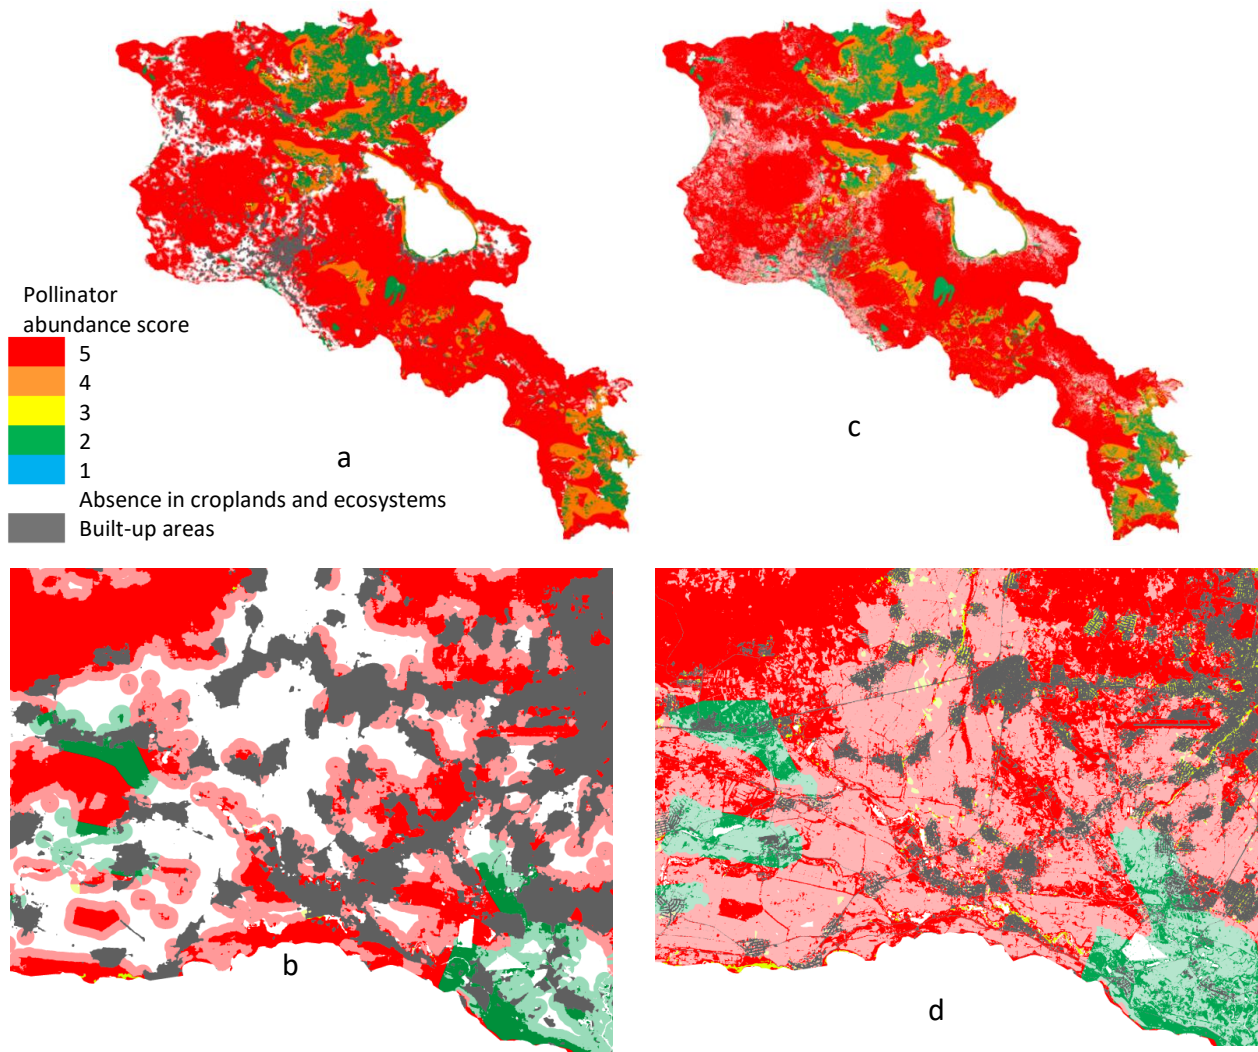 Pollinator
abundance score
5
4
3
2
1
Absence in croplands and ecosystems
Built-up areas
a
c
b
d